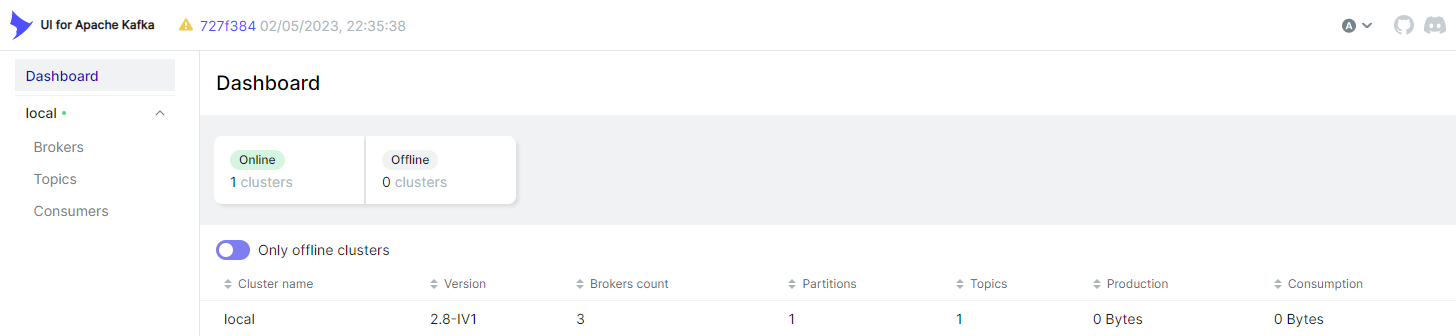 UI for Apache Kafka 727f384 02/05/2023, 22:35:38 A
Dashboard
local
Brokers
Topics
Consumers
Dashboard
Online Offline
1 clusters 0 clusters
Only offline clusters
Cluster name Version Brokers count Partitions Topics Production Consumption
local 2.8-IV1 3 1 1 0 Bytes 0 Bytes